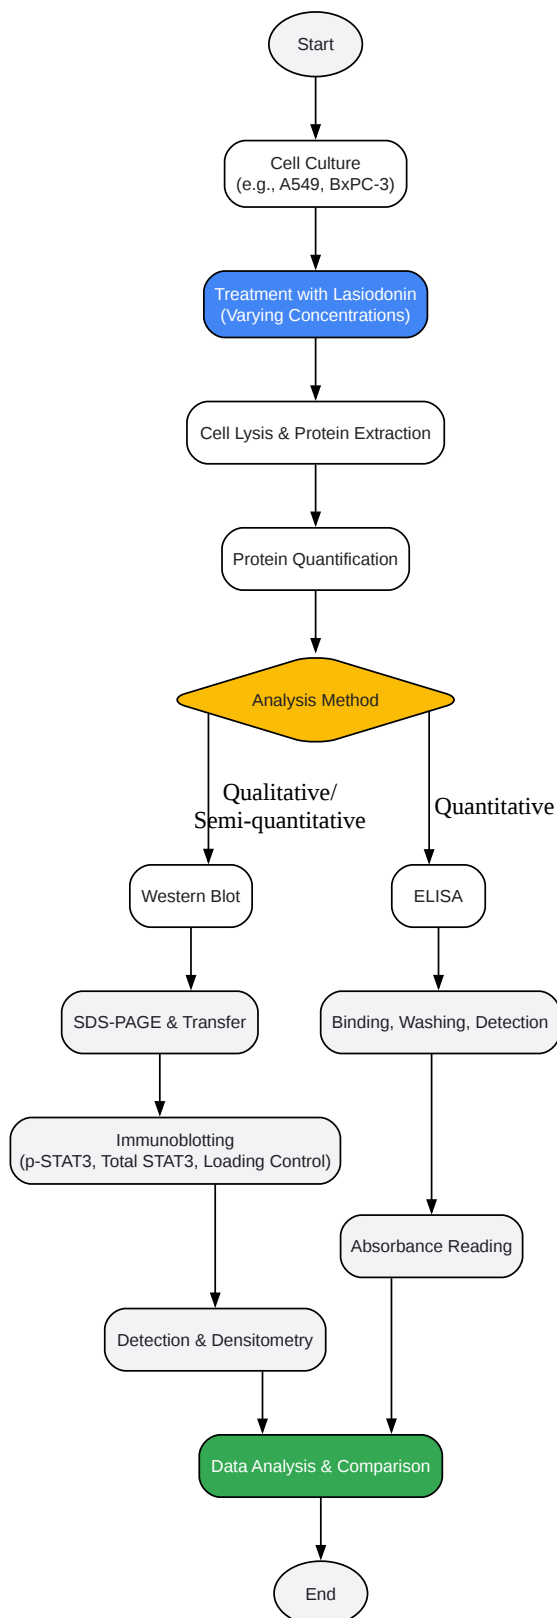 Start
Cell Culture
(e.g., A549, BxPC-3)
Treatment with Lasiodonin
(Varying Concentrations)
Cell Lysis & Protein Extraction
Protein Quantification
Analysis Method
Qualitative/
Semi-quantitative
Quantitative
Western Blot
ELISA
SDS-PAGE & Transfer
Binding, Washing, Detection
Immunoblotting
(p-STAT3, Total STAT3, Loading Control)
Absorbance Reading
Detection & Densitometry
Data Analysis & Comparison
End